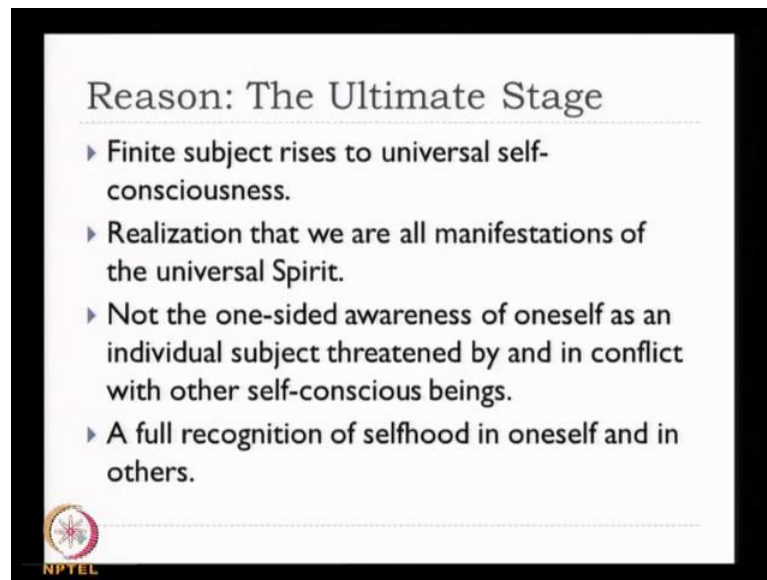 Reason: The Ultimate Stage
Finite subject rises to universal self-
consciousness.
Realization that we are all manifestations of
the universal Spirit.
Not the one-sided awareness of oneself as an
individual subject threatened by and in conflict
with other self-conscious beings.
A full recognition of selfhood in oneself and in
others.
NPTEL